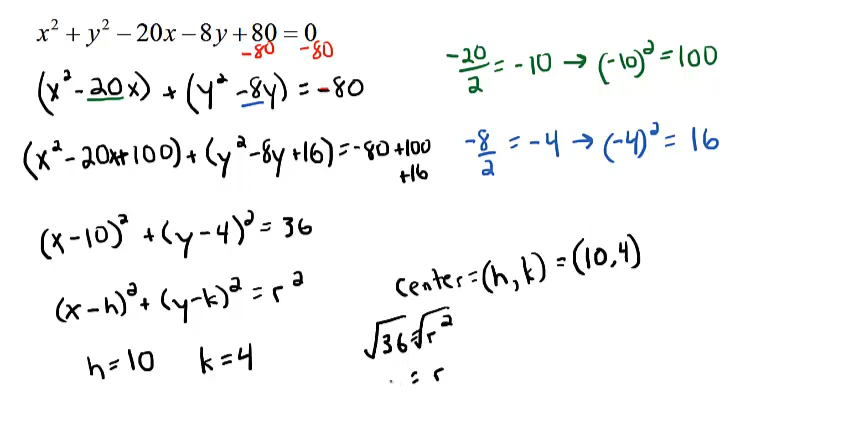 x² + y² − 20x − 8y + 80 = 0
−80 −80
(x² − 20x) + (y² − 8y) = −80
(x² − 20x + 100) + (y² − 8y + 16) = −80 + 100
+16
(x − 10)² + (y − 4)² = 36
(x − h)² + (y − k)² = r²
h = 10 k = 4
−20/2 = −10 → (−10)² = 100
−8/2 = −4 → (−4)² = 16
center = (h, k) = (10, 4)
√36 = √r²
= r